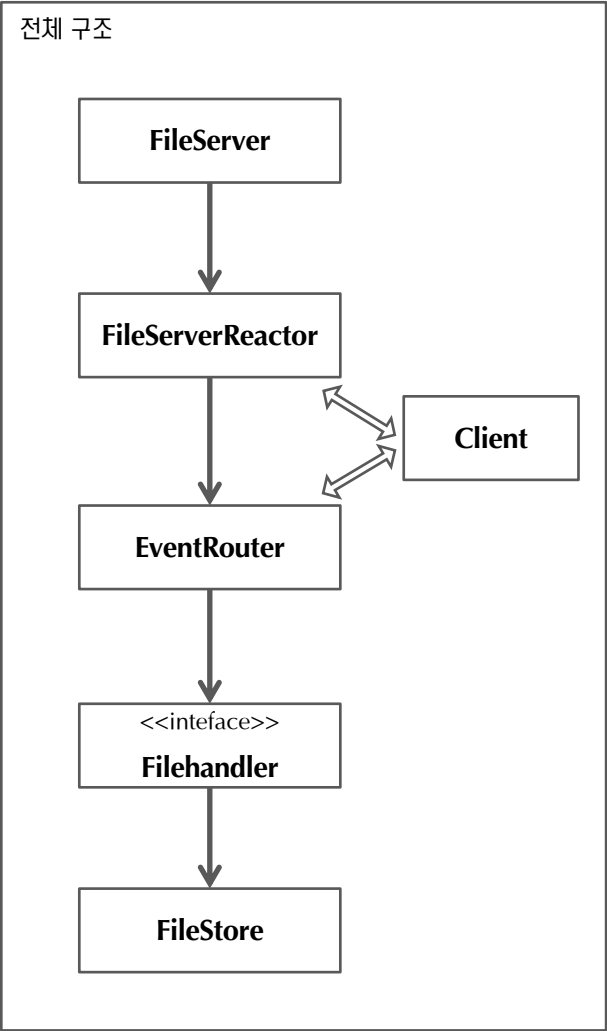 전체 구조
FileServer
FileServerReactor
Client
EventRouter
<<inteface>>
Filehandler
FileStore